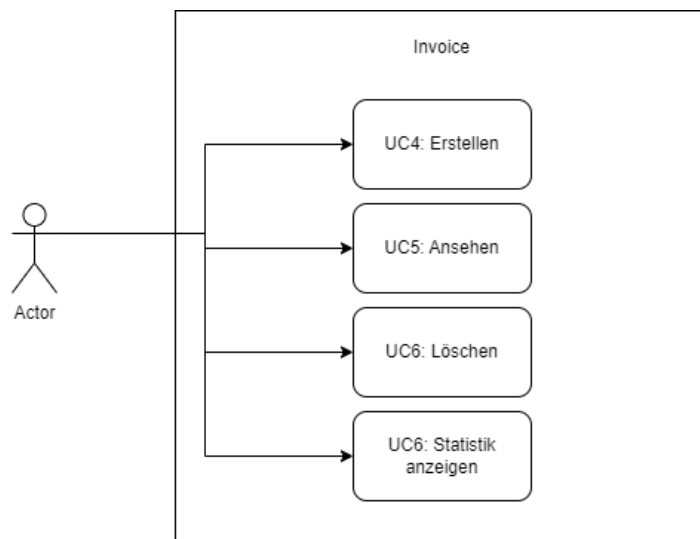 Invoice
UC4: Erstellen
UC5: Ansehen
Actor
UC6: Löschen
UC6: Statistik
anzeigen